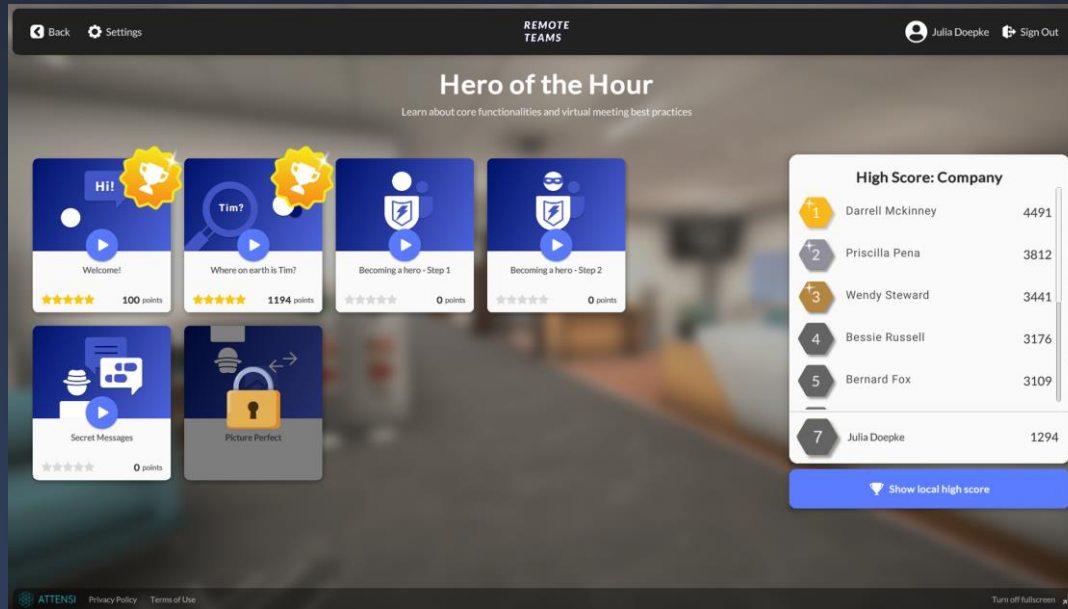 Back
Settings
REMOTE
TEAMS
Julia Doepke
Sign Out
Hero of the Hour
Learn about core functionalities and virtual meeting best practices
Hi!
Welcome!
100 points
Tim?
Where on earth is Tim?
1194 points
Becoming a hero - Step 1
0 points
Becoming a hero - Step 2
0 points
Secret Messages
0 points
Picture Perfect
High Score: Company
1 Darrell Mckinney 4491
2 Priscilla Pena 3812
3 Wendy Steward 3441
4 Bessie Russell 3176
5 Bernard Fox 3109
7 Julia Doepke 1294
Show local high score
ATTENSI Privacy Policy Terms of Use
Turn off fullscreen